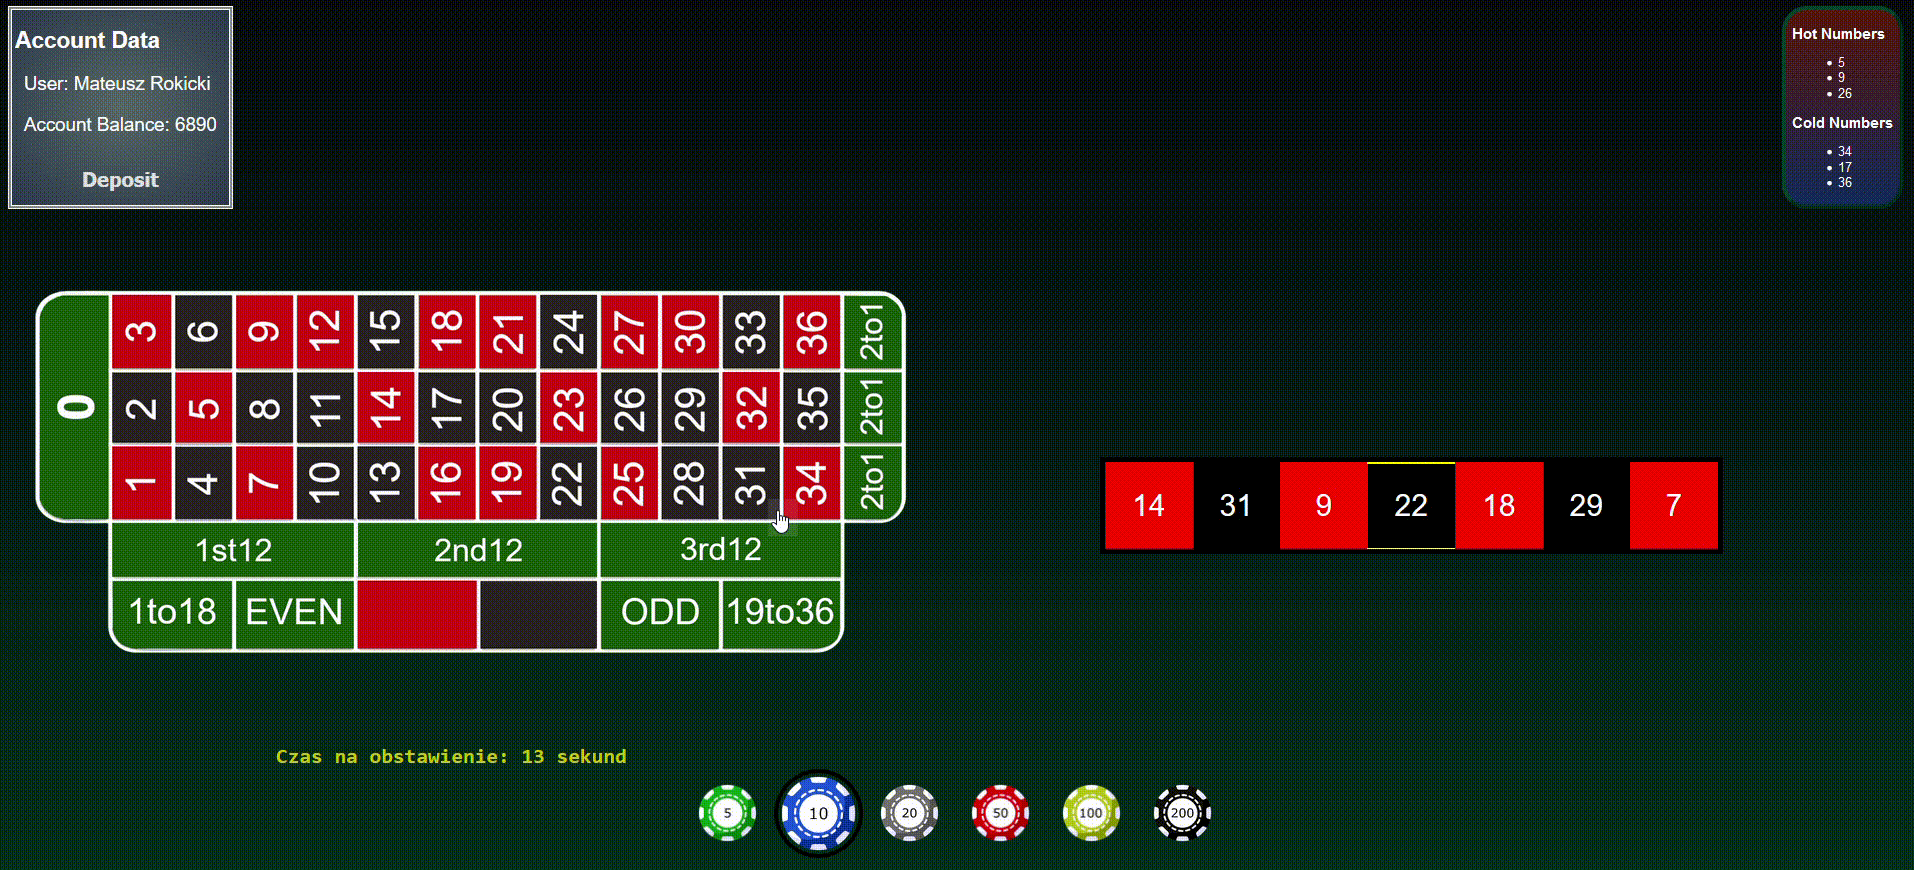 Account Data
User: Mateusz Rokicki
Account Balance: 6890
Deposit
Hot Numbers
5
9
26
Cold Numbers
34
17
36
0
3 6 9 12 15 18 21 24 27 30 33 36 2to1
2 5 8 11 14 17 20 23 26 29 32 35 2to1
1 4 7 10 13 16 19 22 25 28 31 34 2to1
1st12 2nd12 3rd12
1to18 EVEN ODD 19to36
14 31 9 22 18 29 7
Czas na obstawienie: 13 sekund
5 10 20 50 100 200